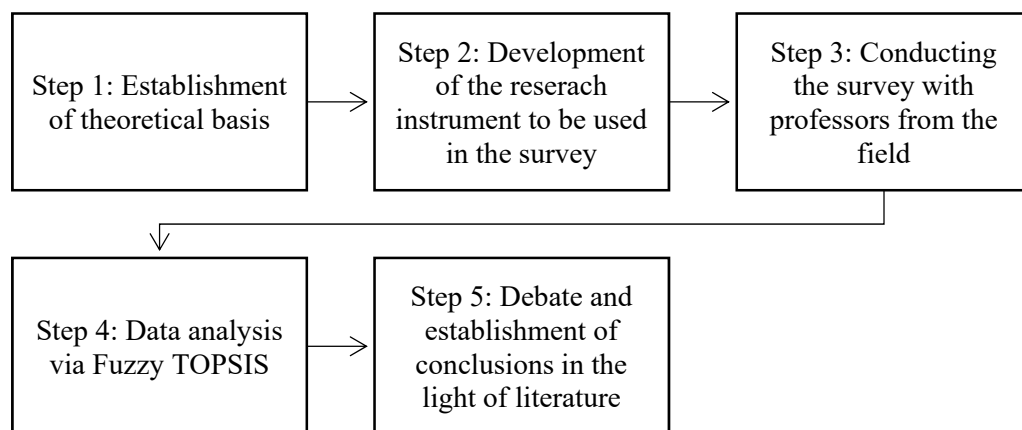 Step 1: Establishment
of theoretical basis
Step 2: Development
of the reserach
instrument to be used
in the survey
Step 3: Conducting
the survey with
professors from the
field
Step 4: Data analysis
via Fuzzy TOPSIS
Step 5: Debate and
establishment of
conclusions in the
light of literature